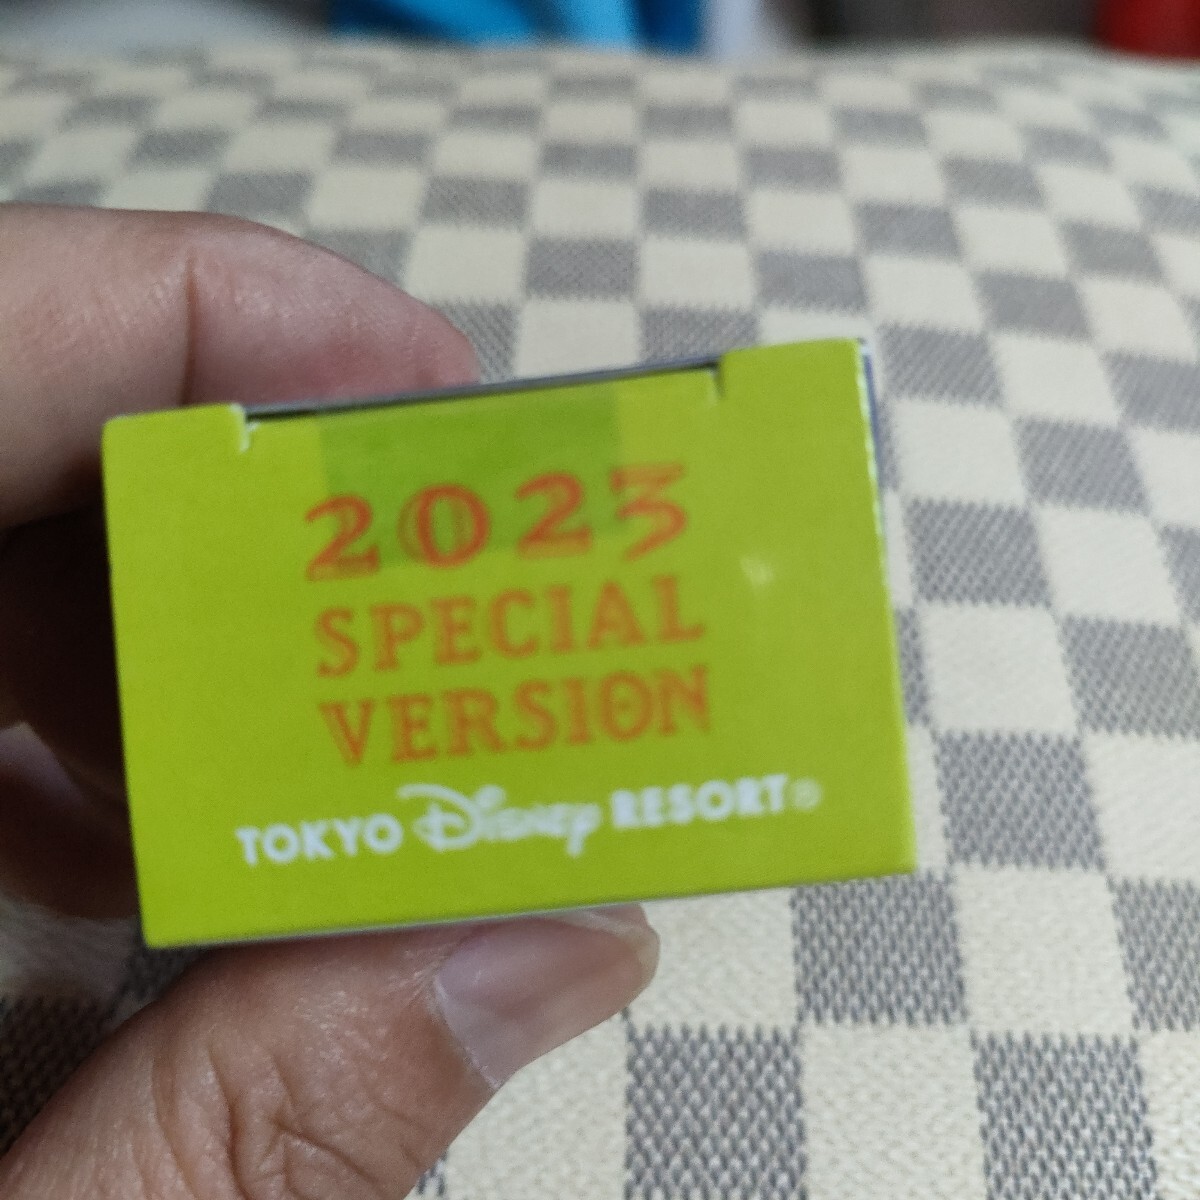 2023
SPECIAL
VERSION
TOKYO Disney RESORT®